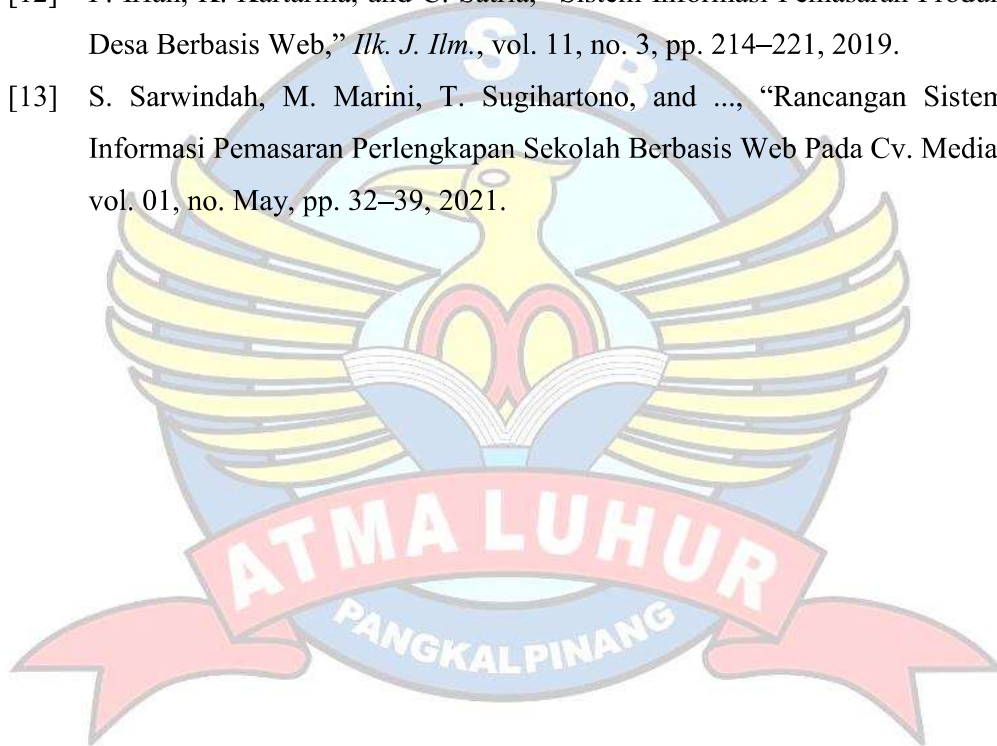 Desa Berbasis Web,” Ilk. J. Ilm., vol. 11, no. 3, pp. 214–221, 2019.
[13] S. Sarwindah, M. Marini, T. Sugihartono, and ..., “Rancangan Sistem
Informasi Pemasaran Perlengkapan Sekolah Berbasis Web Pada Cv. Media
vol. 01, no. May, pp. 32–39, 2021.
I S B
ATMA LUHUR
PANGKALPINANG